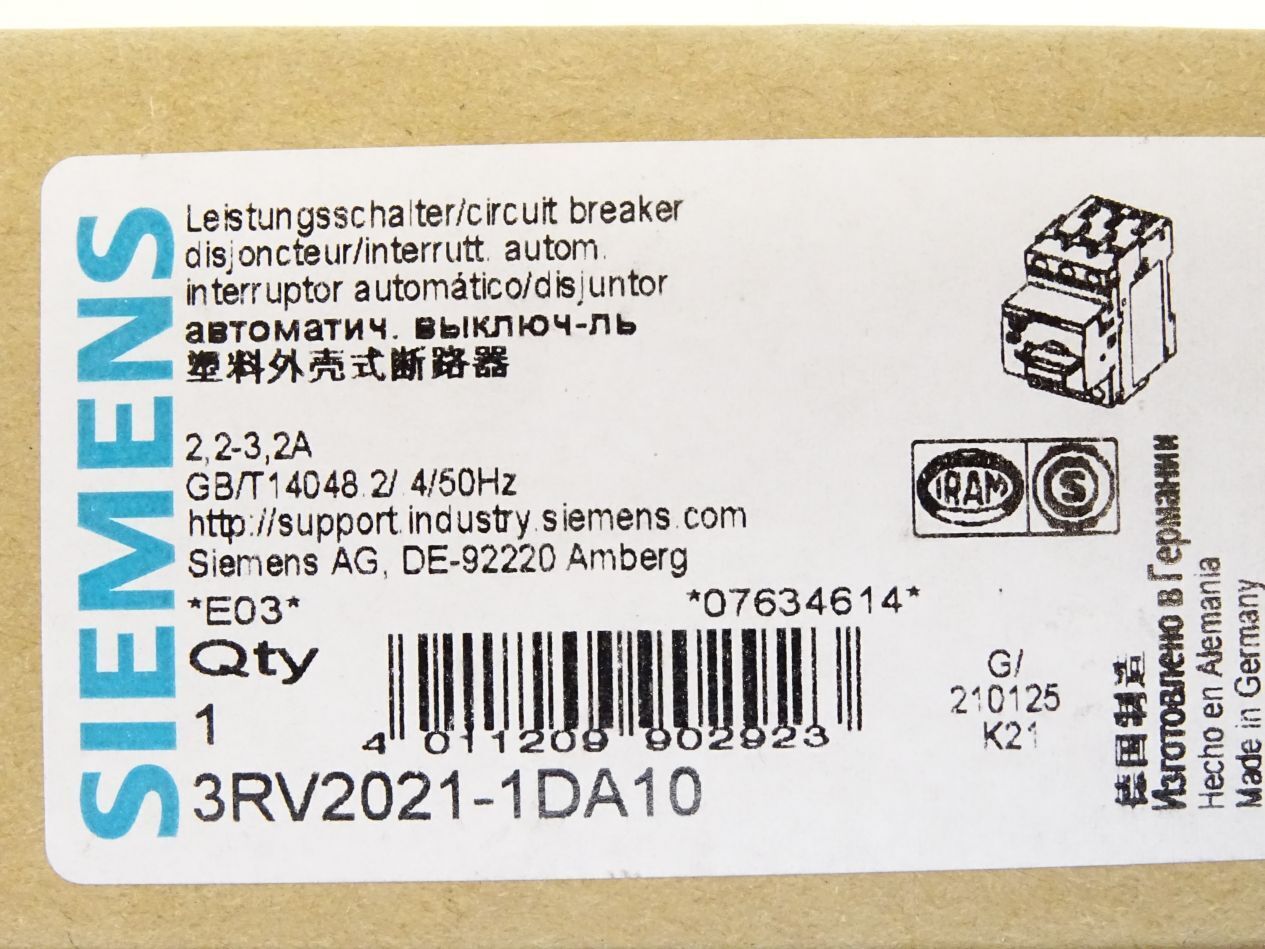 SIEMENS
Leistungsschalter/circuit breaker
disjoncteur/interrutt. autom.
interruptor automático/disjuntor
автоматич. выключ-ль
塑料外壳式断路器
2,2-3,2A
GB/T14048.2/.4/50Hz
http://support.industry.siemens.com
Siemens AG, DE-92220 Amberg
*E03*
*07634614*
Qty
1
4 011209 902923
3RV2021-1DA10
IRAM
S
G/
210125
K21
德国制造
Изготовлено в Германии
Hecho en Alemania
Made in Germany